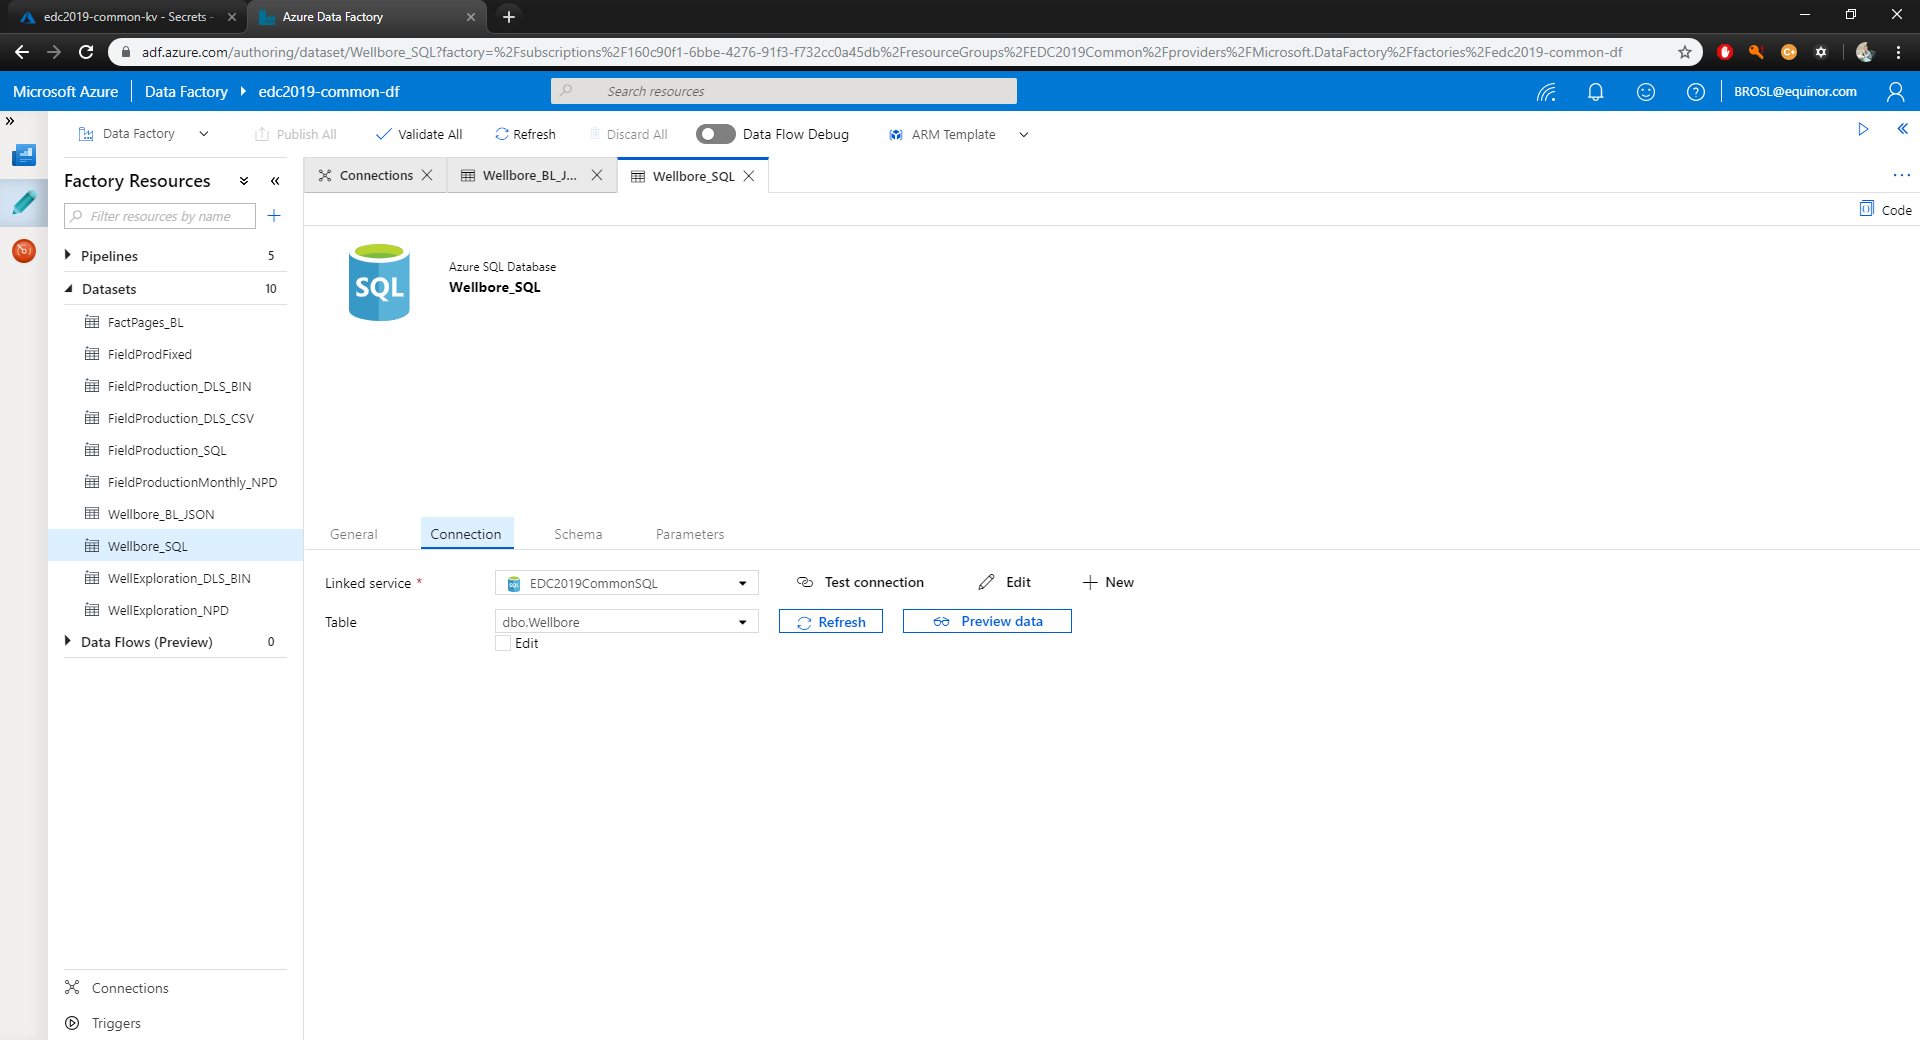 edc2019-common-kv - Secrets -
Azure Data Factory
adf.azure.com/authoring/dataset/Wellbore_SQL?factory=%2Fsubscriptions%2F160c90f1-6bbe-4276-91f3-f732cc0a45db%2FresourceGroups%2FEDC2019Common%2Fproviders%2FMicrosoft.DataFactory%2Ffactories%2Fedc2019-common-df
Microsoft Azure
Data Factory
edc2019-common-df
Search resources
BROSL@equinor.com
Data Factory
Publish All
Validate All
Refresh
Discard All
Data Flow Debug
ARM Template
Factory Resources
Connections
Wellbore_BL_J...
Wellbore_SQL
Filter resources by name
Code
Pipelines 5
Datasets 10
FactPages_BL
FieldProdFixed
FieldProduction_DLS_BIN
FieldProduction_DLS_CSV
FieldProduction_SQL
FieldProductionMonthly_NPD
Wellbore_BL_JSON
Wellbore_SQL
WellExploration_DLS_BIN
WellExploration_NPD
Data Flows (Preview) 0
Connections
Triggers
SQL
Azure SQL Database
Wellbore_SQL
General
Connection
Schema
Parameters
Linked service *
EDC2019CommonSQL
Test connection
Edit
New
Table
dbo.Wellbore
Refresh
Preview data
Edit